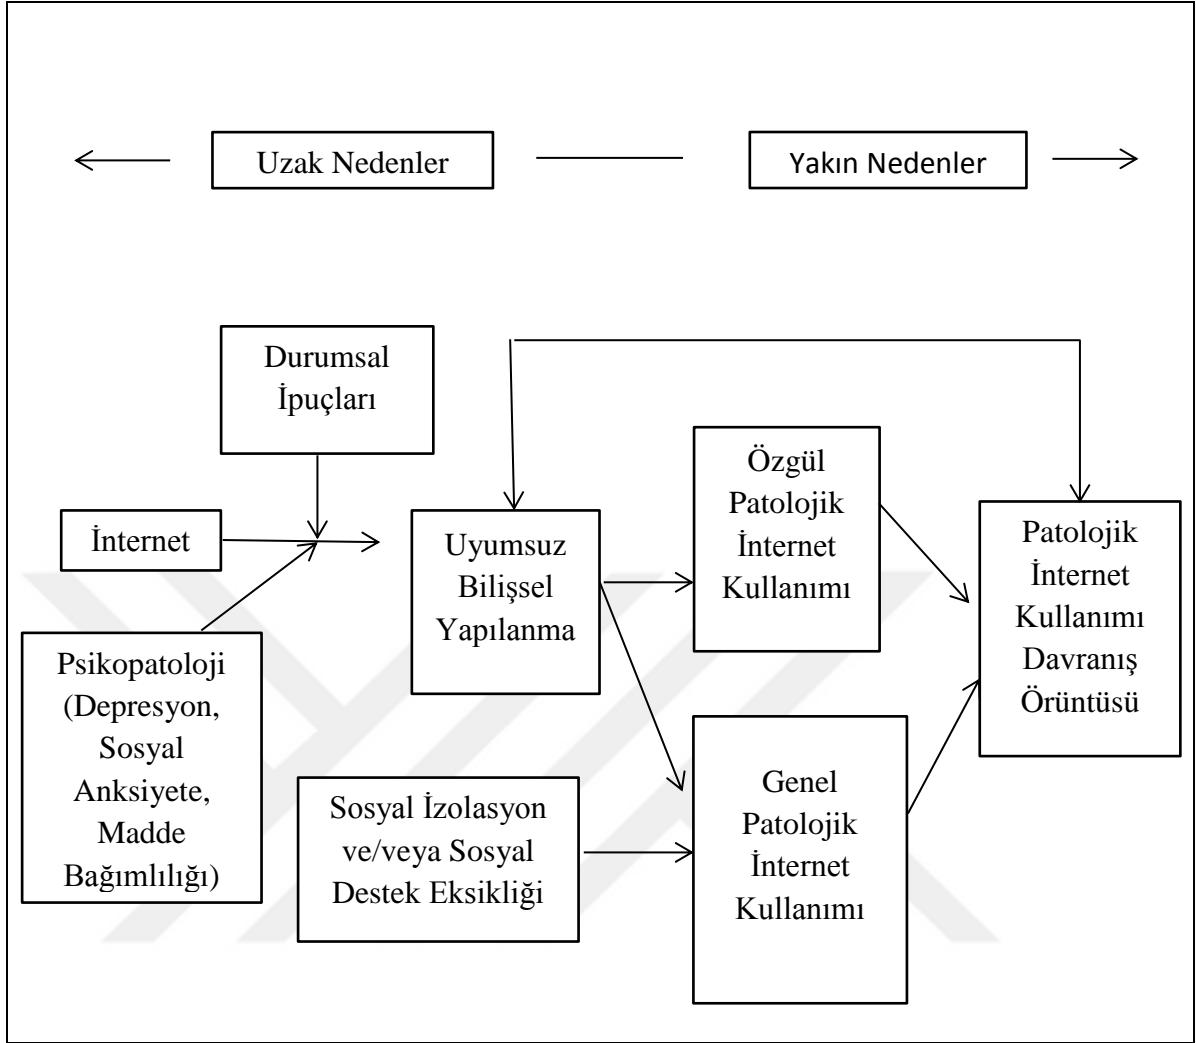 Uzak Nedenler
Yakın Nedenler
Durumsal
İpuçları
İnternet
Psikopatoloji
(Depresyon,
Sosyal
Anksiyete,
Madde
Bağımlılığı)
Uyumsuz
Bilişsel
Yapılanma
Sosyal İzolasyon
ve/veya Sosyal
Destek Eksikliği
Özgül
Patolojik
İnternet
Kullanımı
Genel
Patolojik
İnternet
Kullanımı
Patolojik
İnternet
Kullanımı
Davranış
Örüntüsü